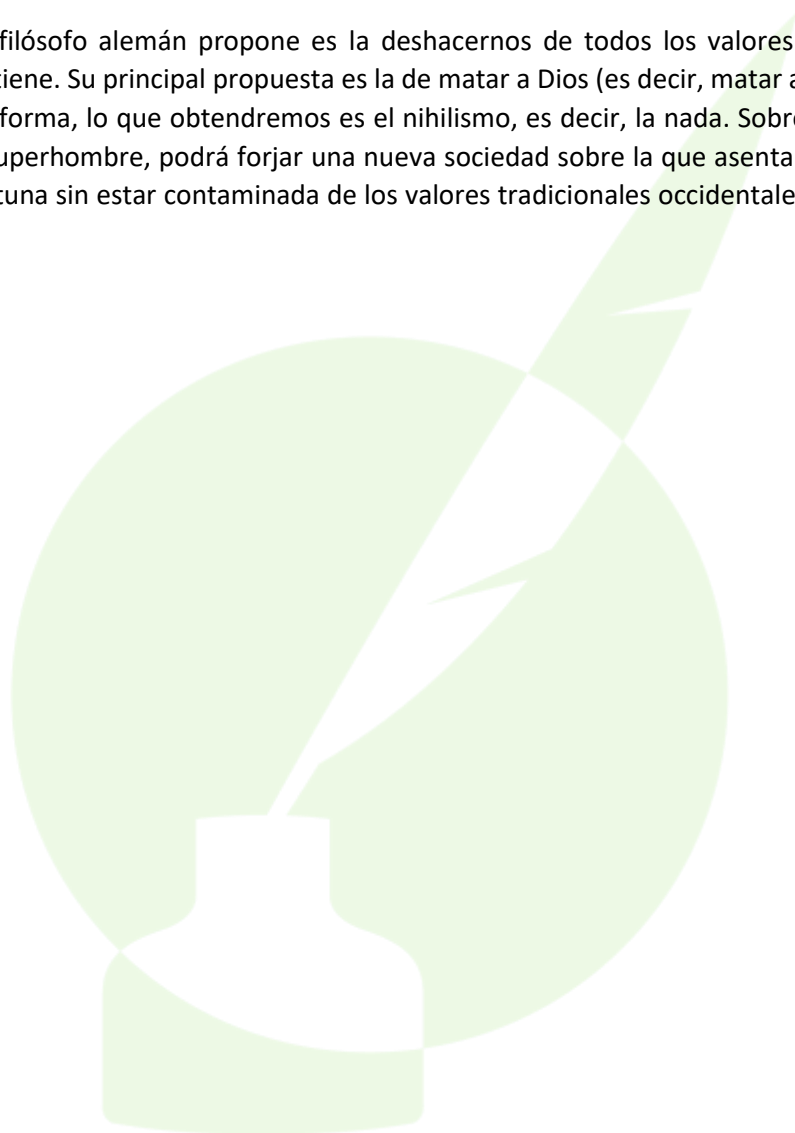 filósofo alemán propone es la deshacernos de todos los valores
tiene. Su principal propuesta es la de matar a Dios (es decir, matar a
forma, lo que obtendremos es el nihilismo, es decir, la nada. Sobre
uperhombre, podrá forjar una nueva sociedad sobre la que asenta
tuna sin estar contaminada de los valores tradicionales occidentale